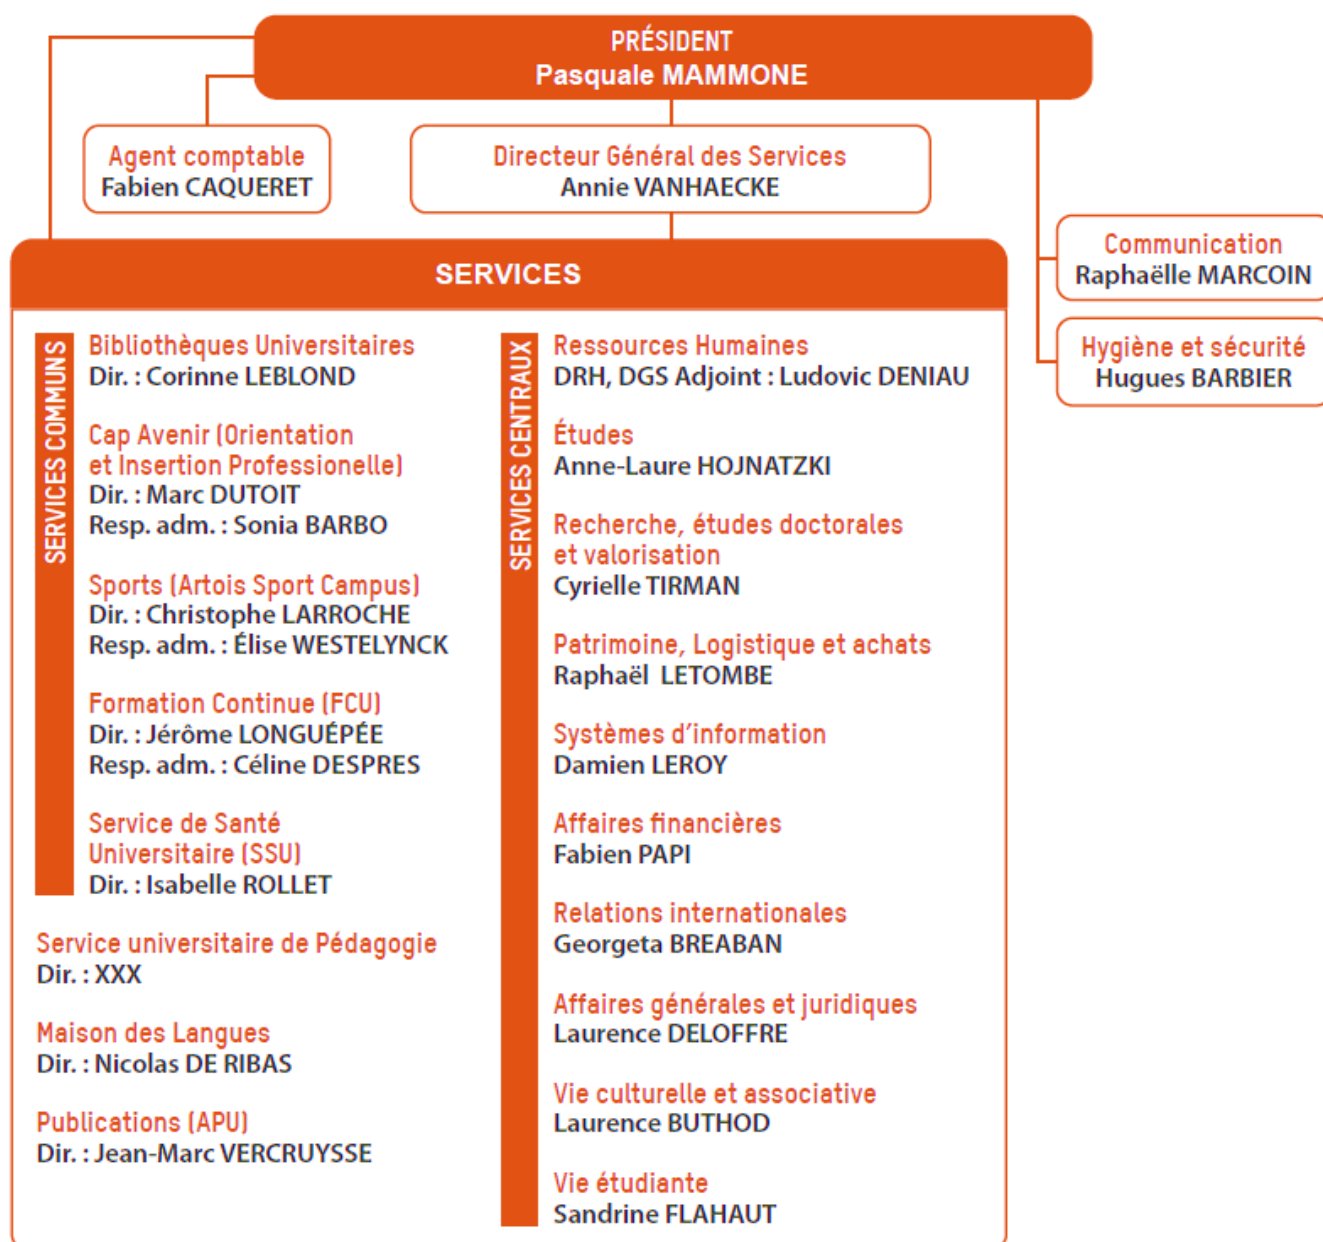 PRÉSIDENT
Pasquale MAMMONE
Agent comptable
Fabien CAQUERET
Directeur Général des Services
Annie VANHAECKE
Communication
Raphaëlle MARCOIN
Hygiène et sécurité
Hugues BARBIER
SERVICES
SERVICES COMMUNS
Bibliothèques Universitaires
Dir. : Corinne LEBLOND
Cap Avenir (Orientation
et Insertion Professionelle)
Dir. : Marc DUTOIT
Resp. adm. : Sonia BARBO
Sports (Artois Sport Campus)
Dir. : Christophe LARROCHE
Resp. adm. : Élise WESTELYNCK
Formation Continue (FCU)
Dir. : Jérôme LONGUÉPÉE
Resp. adm. : Céline DESPRES
Service de Santé
Universitaire (SSU)
Dir. : Isabelle ROLLET
Service universitaire de Pédagogie
Dir. : XXX
Maison des Langues
Dir. : Nicolas DE RIBAS
Publications (APU)
Dir. : Jean-Marc VERCRUYSSE
SERVICES CENTRAUX
Ressources Humaines
DRH, DGS Adjoint : Ludovic DENIAU
Études
Anne-Laure HOJNATZKI
Recherche, études doctorales
et valorisation
Cyrielle TIRMAN
Patrimoine, Logistique et achats
Raphaël LETOMBE
Systèmes d'information
Damien LEROY
Affaires financières
Fabien PAPI
Relations internationales
Georgeta BREABAN
Affaires générales et juridiques
Laurence DELOFFRE
Vie culturelle et associative
Laurence BUTHOD
Vie étudiante
Sandrine FLAHAUT